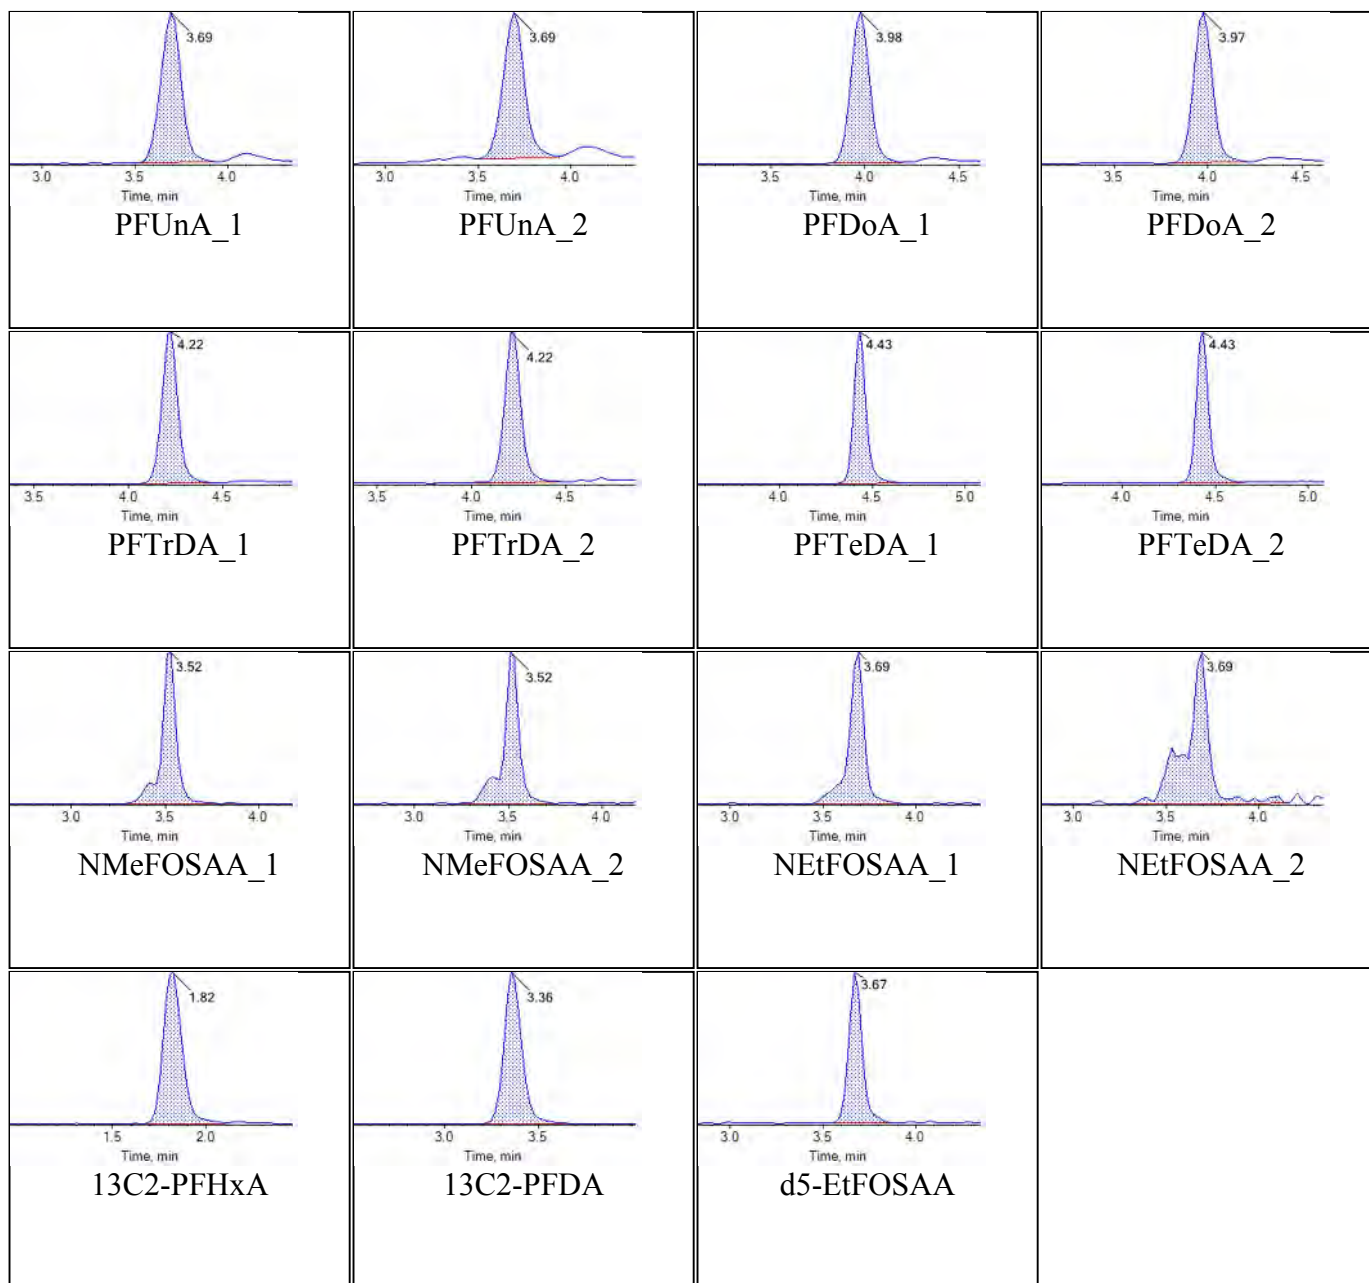 3.69
3.0 3.5 4.0
Time, min
PFUnA_1
3.69
3.0 3.5 4.0
Time, min
PFUnA_2
3.98
3.5 4.0 4.5
Time, min
PFDoA_1
3.97
3.5 4.0 4.5
Time, min
PFDoA_2
4.22
3.5 4.0 4.5
Time, min
PFTrDA_1
4.22
3.5 4.0 4.5
Time, min
PFTrDA_2
4.43
4.0 4.5 5.0
Time, min
PFTeDA_1
4.43
4.0 4.5 5.0
Time, min
PFTeDA_2
3.52
3.0 3.5 4.0
Time, min
NMeFOSAA_1
3.52
3.0 3.5 4.0
Time, min
NMeFOSAA_2
3.69
3.0 3.5 4.0
Time, min
NEtFOSAA_1
3.69
3.0 3.5 4.0
Time, min
NEtFOSAA_2
1.82
1.5 2.0
Time, min
13C2-PFHxA
3.36
3.0 3.5
Time, min
13C2-PFDA
3.67
3.0 3.5 4.0
Time, min
d5-EtFOSAA